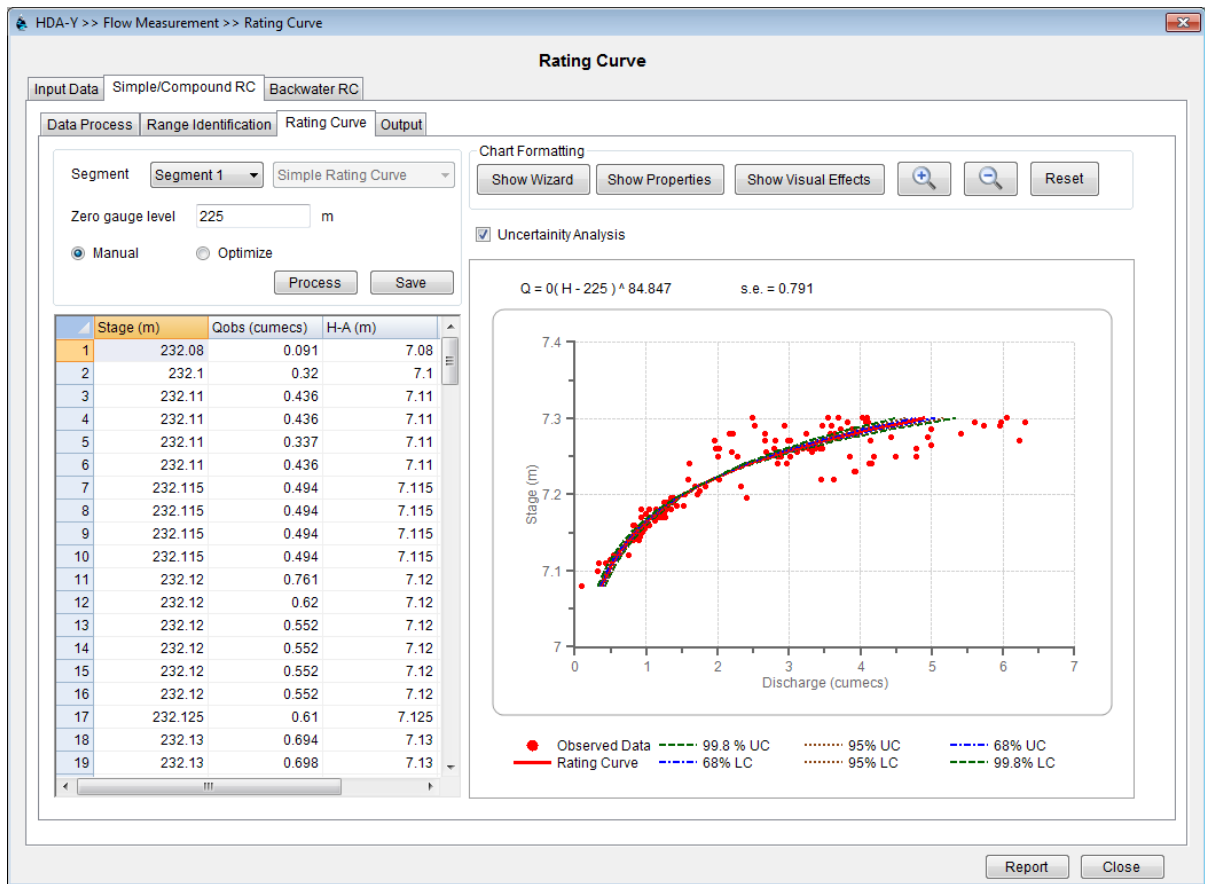 HDA-Y >> Flow Measurement >> Rating Curve
Rating Curve
Input Data Simple/Compound RC Backwater RC
Data Process Range Identification Rating Curve Output
Segment Segment 1 Simple Rating Curve
Zero gauge level 225 m
Manual Optimize
Process Save
Chart Formatting
Show Wizard Show Properties Show Visual Effects Reset
Uncertainity Analysis
Stage (m) Qobs (cumecs) H-A (m)
1 232.08 0.091 7.08
2 232.1 0.32 7.1
3 232.11 0.436 7.11
4 232.11 0.436 7.11
5 232.11 0.337 7.11
6 232.11 0.436 7.11
7 232.115 0.494 7.115
8 232.115 0.494 7.115
9 232.115 0.494 7.115
10 232.115 0.494 7.115
11 232.12 0.761 7.12
12 232.12 0.62 7.12
13 232.12 0.552 7.12
14 232.12 0.552 7.12
15 232.12 0.552 7.12
16 232.12 0.552 7.12
17 232.125 0.61 7.125
18 232.13 0.694 7.13
19 232.13 0.698 7.13
Q = 0( H - 225 ) ^ 84.847 s.e. = 0.791
7.4
7.3
7.2
7.1
7
Stage (m)
0 1 2 3 4 5 6 7
Discharge (cumecs)
Observed Data 99.8 % UC 95% UC 68% UC
Rating Curve 68% LC 95% LC 99.8% LC
Report Close